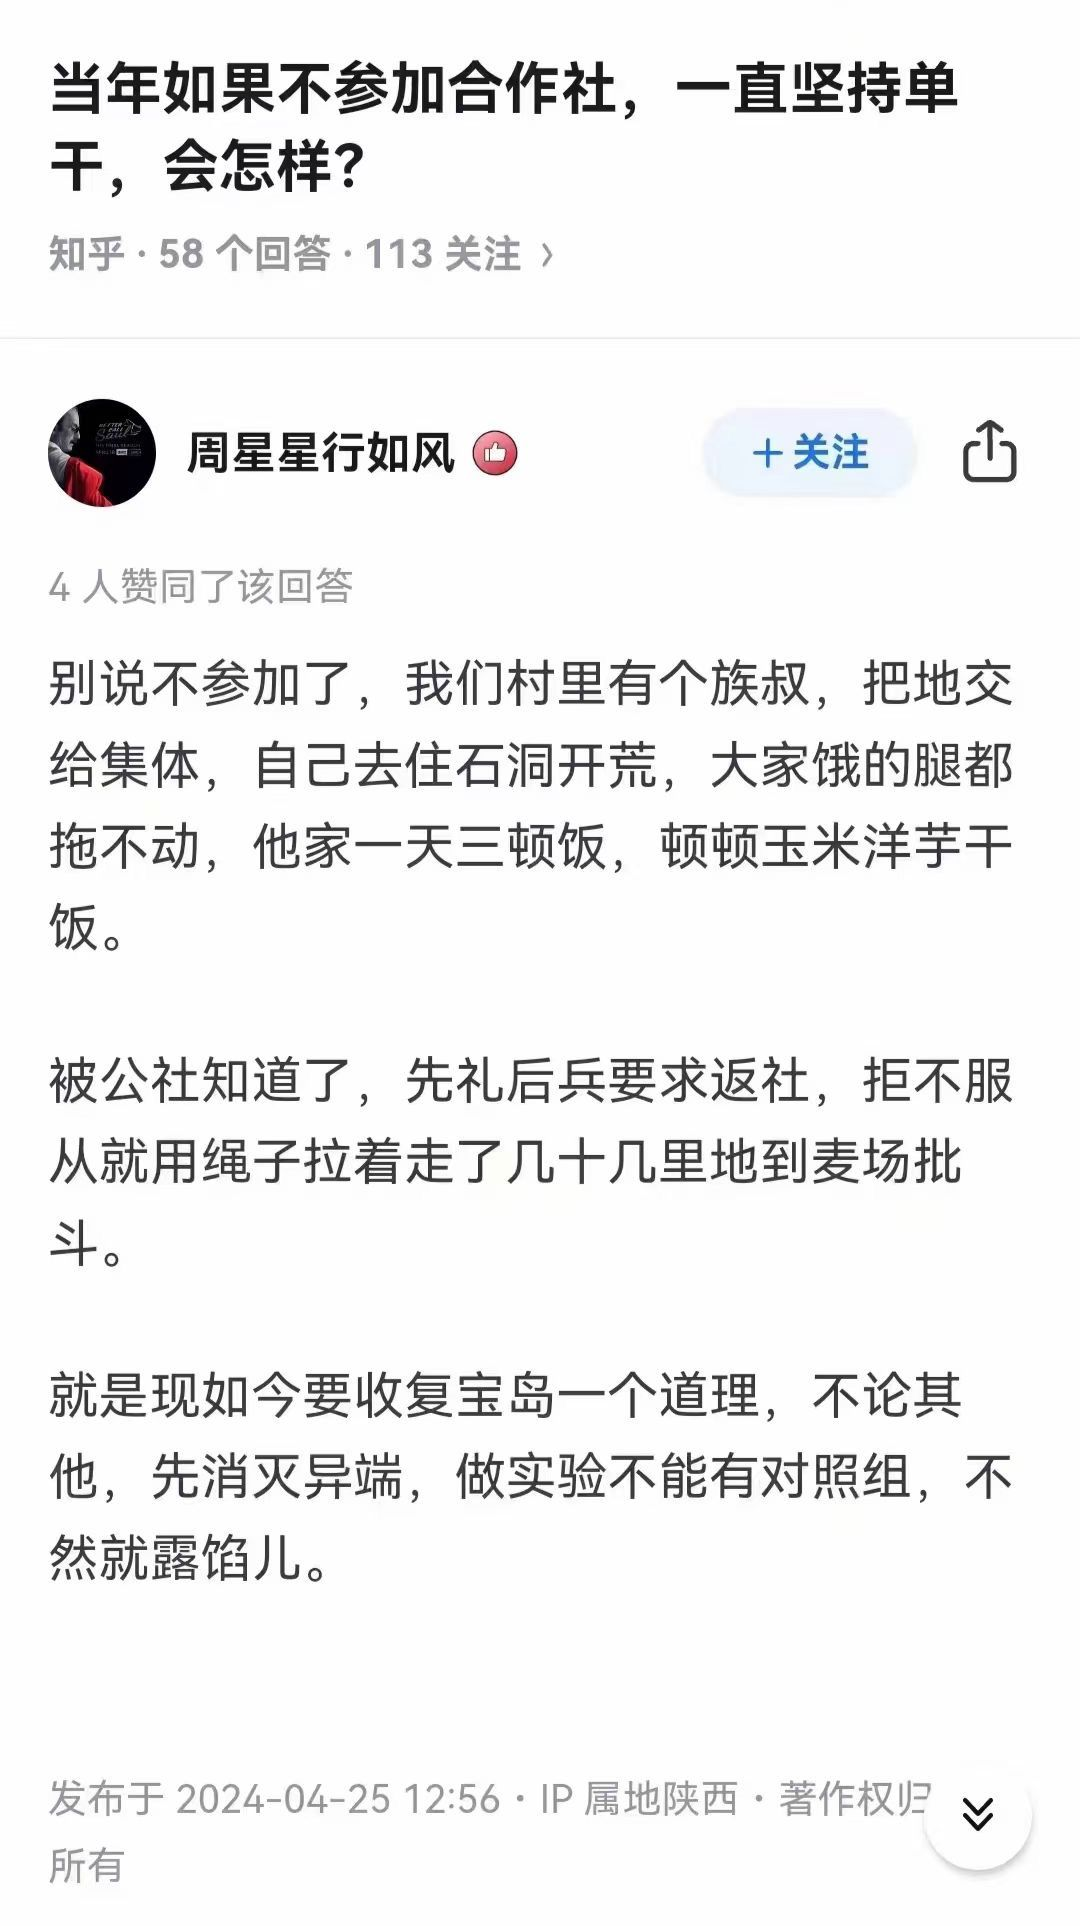 当年如果不参加合作社，一直坚持单
干，会怎样？
知乎 · 58 个回答 · 113 关注 >
周星星行如风
+ 关注
4 人赞同了该回答
别说不参加了，我们村里有个族叔，把地交
给集体，自己去住石洞开荒，大家饿的腿都
拖不动，他家一天三顿饭，顿顿玉米洋芋干
饭。
被公社知道了，先礼后兵要求返社，拒不服
从就用绳子拉着走了几十几里地到麦场批
斗。
就是现如今要收复宝岛一个道理，不论其
他，先消灭异端，做实验不能有对照组，不
然就露馅儿。
发布于 2024-04-25 12:56 · IP 属地陕西 · 著作权归
所有